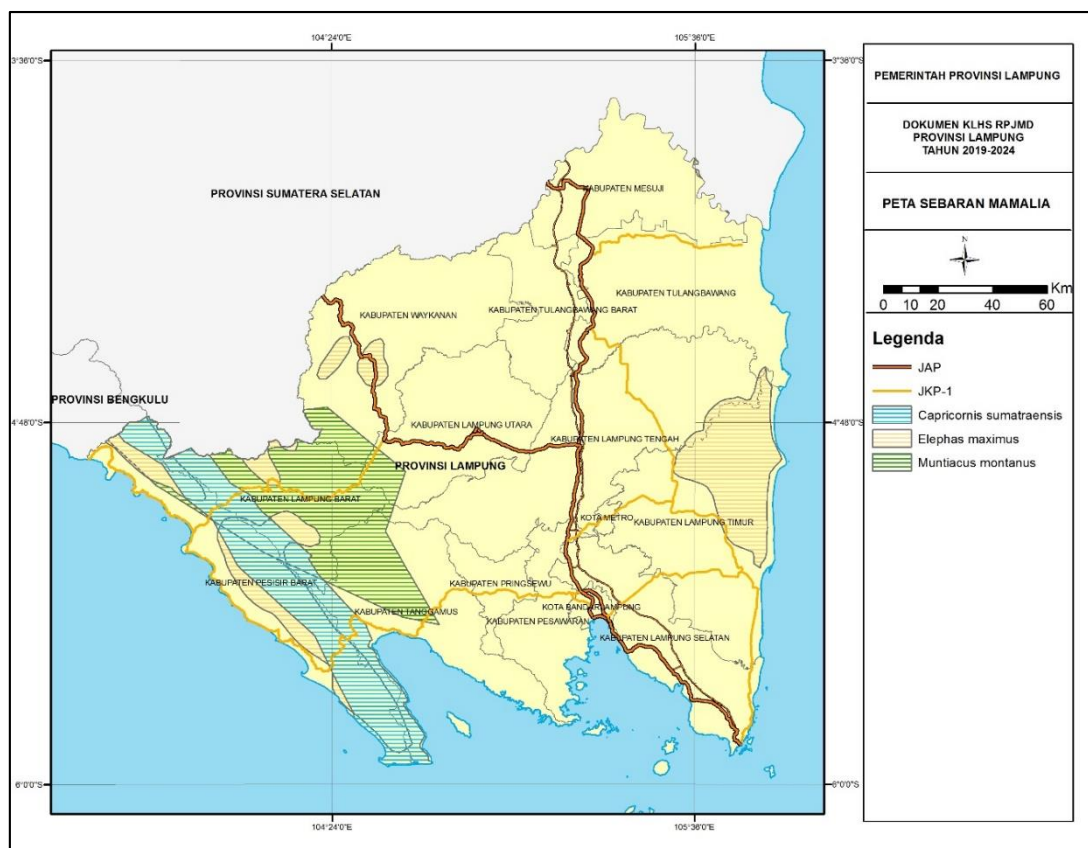 104°24'0"E
105°36'0"E
3°36'0"S
3°36'0"S
PROVINSI SUMATERA SELATAN
KABUPATEN MESUJI
KABUPATEN TULANGBAWANG
KABUPATEN TULANGBAWANG BARAT
KABUPATEN WAYKANAN
PROVINSI BENGKULU
4°48'0"S
4°48'0"S
KABUPATEN LAMPUNG UTARA
KABUPATEN LAMPUNG TENGAH
PROVINSI LAMPUNG
KABUPATEN LAMPUNG BARAT
KOTA METRO
KABUPATEN LAMPUNG TIMUR
KABUPATEN PESISIR BARAT
KABUPATEN PRINGSEWU
KABUPATEN TANGGAMUS
KOTA BANDARLAMPUNG
KABUPATEN PESAWARAN
KABUPATEN LAMPUNG SELATAN
6°0'0"S
6°0'0"S
104°24'0"E
105°36'0"E
PEMERINTAH PROVINSI LAMPUNG
DOKUMEN KLHS RPJMD
PROVINSI LAMPUNG
TAHUN 2019-2024
PETA SEBARAN MAMALIA
N
Km
0 10 20 40 60
Legenda
JAP
JKP-1
Capricornis sumatraensis
Elephas maximus
Muntiacus montanus